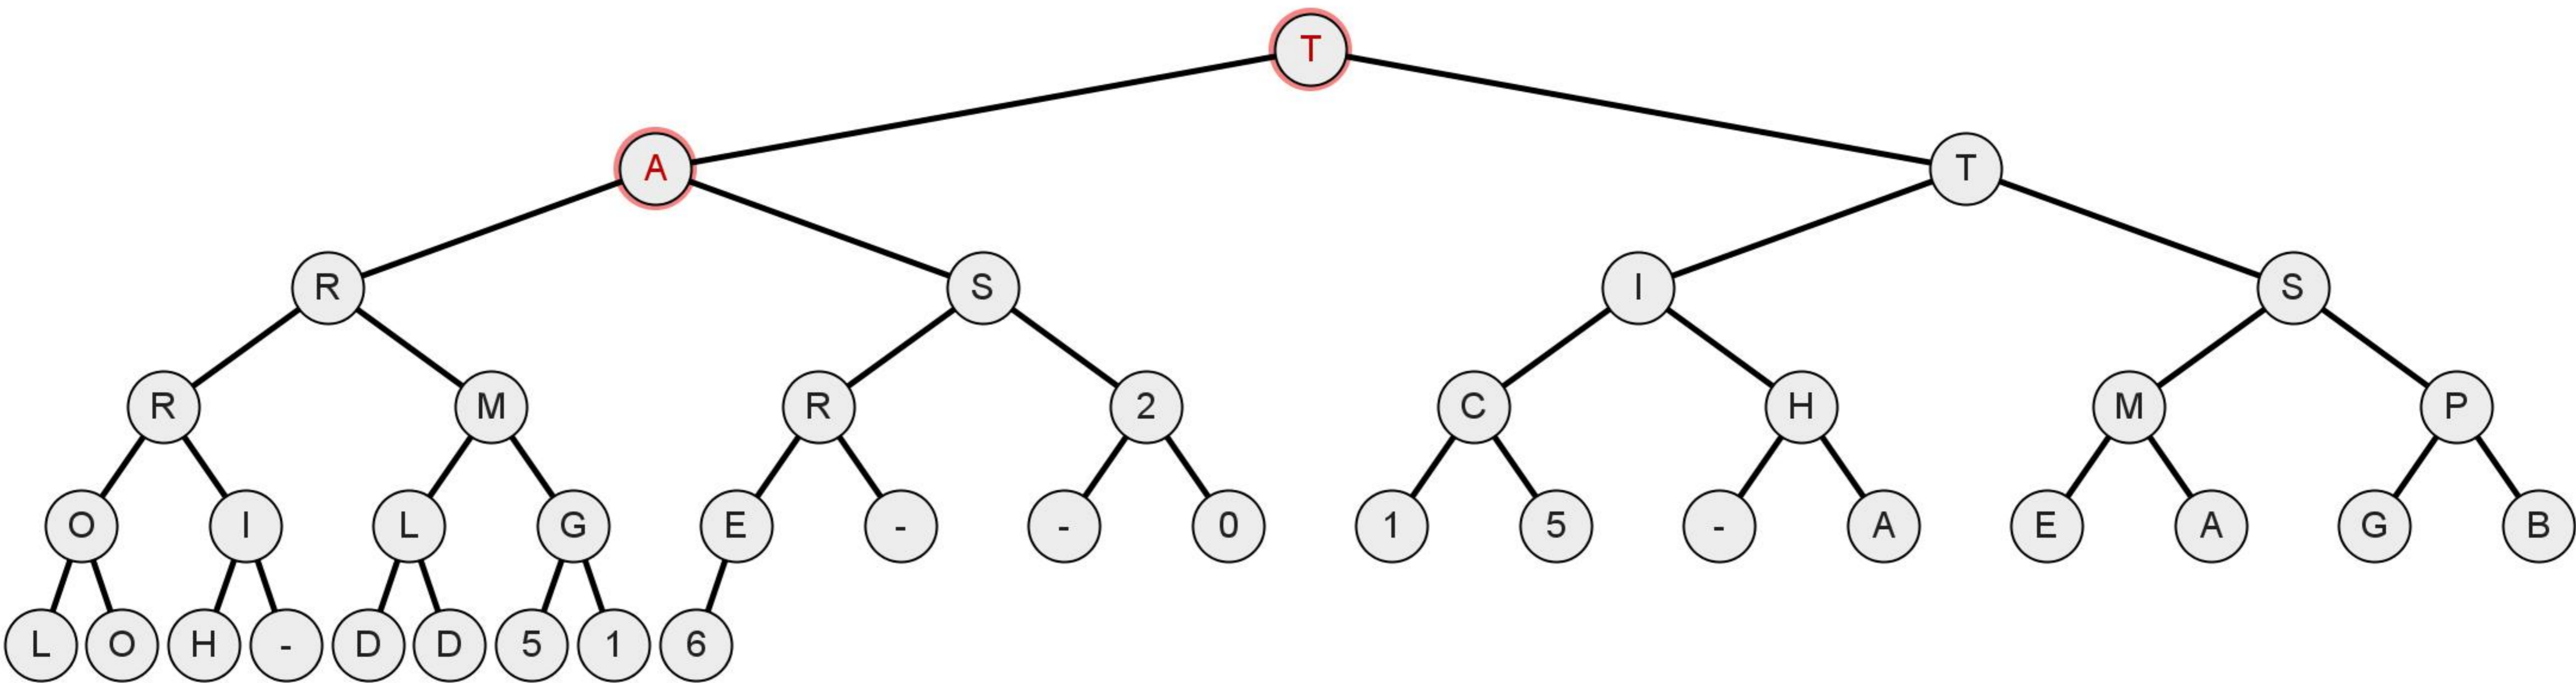 T
A T
R S I S
R M R 2 C H M P
O I L G E - - 0 1 5 - A E A G B
L O H - D D 5 1 6